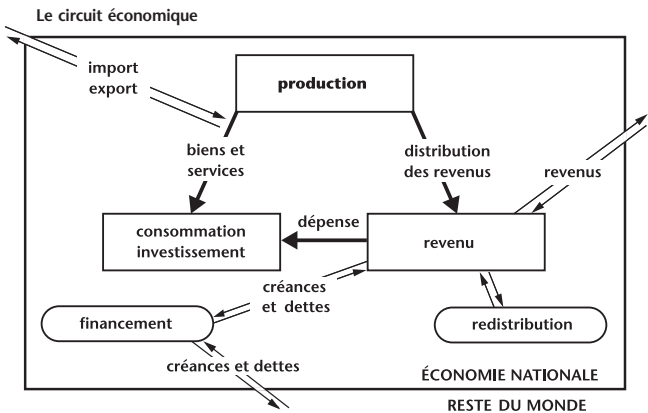 Le circuit économique
import
export
production
biens et
services
distribution
des revenus
revenus
consommation
investissement
dépense
revenu
créances
et dettes
financement
redistribution
créances et dettes
ÉCONOMIE NATIONALE
RESTE DU MONDE